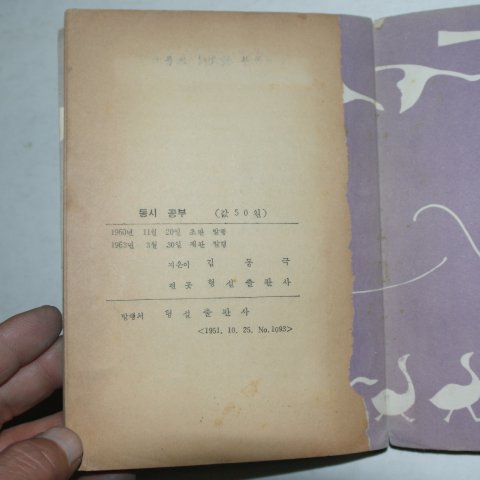 동시 공부 (값 50원)
1960년 11월 20일 초판 발행
1963년 3월 30일 재판 발행
지은이 김동극
펴낸곳 형설출판사
발행처 형설출판사
<1951. 10. 25. No. 1093>